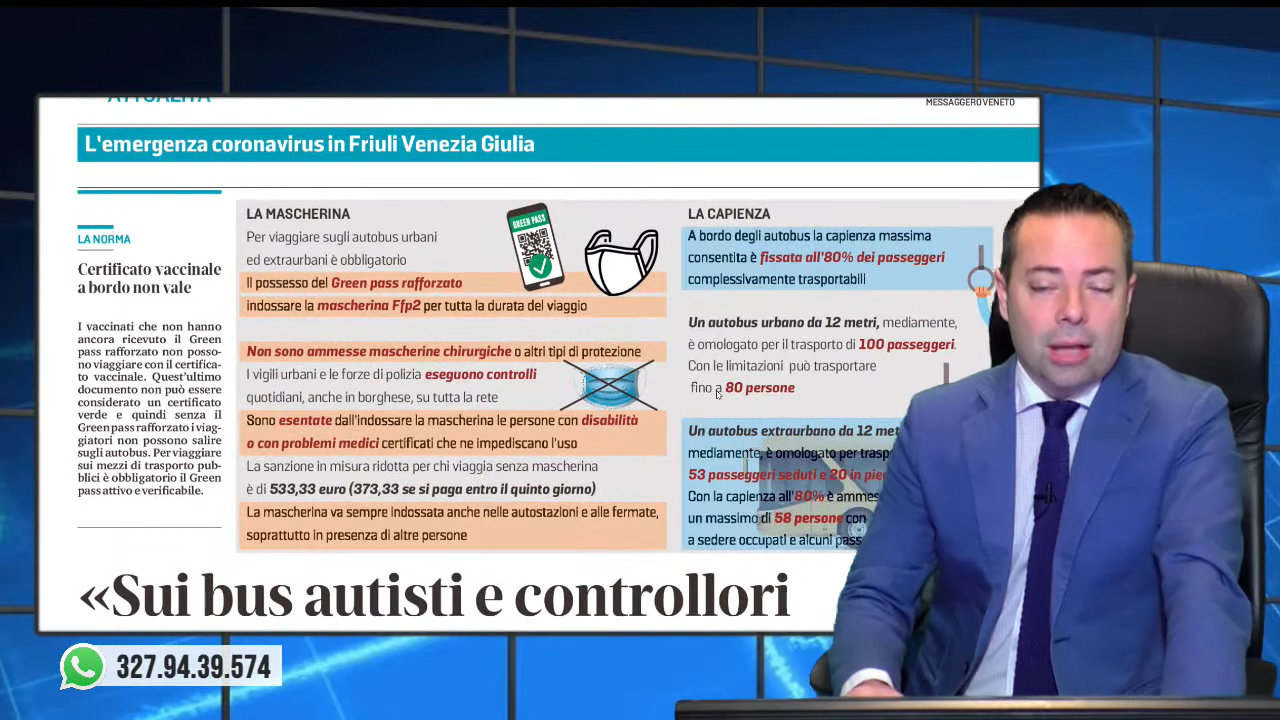 ATTUALITÀ
MESSAGGERO VENETO
L'emergenza coronavirus in Friuli Venezia Giulia
LA NORMA
Certificato vaccinale
a bordo non vale
I vaccinati che non hanno
ancora ricevuto il Green
pass rafforzato non posso-
no viaggiare con il certifica-
to vaccinale. Quest'ultimo
documento non può essere
considerato un certificato
verde e quindi senza il
Green pass rafforzato i viag-
giatori non possono salire
sugli autobus. Per viaggiare
sui mezzi di trasporto pub-
blici è obbligatorio il Green
pass attivo e verificabile.
LA MASCHERINA
Per viaggiare sugli autobus urbani
ed extraurbani è obbligatorio
Il possesso del Green pass rafforzato
indossare la mascherina Ffp2 per tutta la durata del viaggio
GREEN PASS
Non sono ammesse mascherine chirurgiche o altri tipi di protezione
I vigili urbani e le forze di polizia eseguono controlli
quotidiani, anche in borghese, su tutta la rete
Sono esentate dall'indossare la mascherina le persone con disabilità
o con problemi medici certificati che ne impediscano l'uso
La sanzione in misura ridotta per chi viaggia senza mascherina
è di 533,33 euro (373,33 se si paga entro il quinto giorno)
La mascherina va sempre indossata anche nelle autostazioni e alle fermate,
soprattutto in presenza di altre persone
LA CAPIENZA
A bordo degli autobus la capienza massima
consentita è fissata all'80% dei passeggeri
complessivamente trasportabili
Un autobus urbano da 12 metri, mediamente,
è omologato per il trasporto di 100 passeggeri.
Con le limitazioni può trasportare
fino a 80 persone
Un autobus extraurbano da 12 met
mediamente, è omologato per trasp
53 passeggeri seduti e 20 in pied
Con la capienza all'80% è ammes
un massimo di 58 persone con
a sedere occupati e alcuni pass
«Sui bus autisti e controllori
327.94.39.574